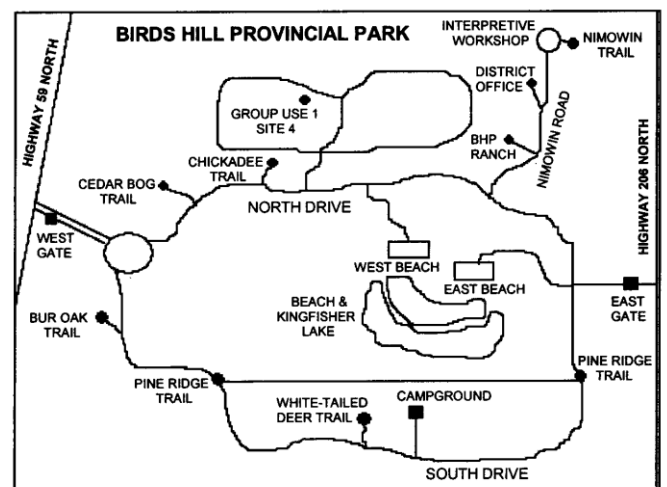 BIRDS HILL PROVINCIAL PARK
INTERPRETIVE
WORKSHOP
NIMOWIN
TRAIL
HIGHWAY 59 NORTH
DISTRICT
OFFICE
GROUP USE 1
SITE 4
NIMOWIN ROAD
BHP
RANCH
CHICKADEE
TRAIL
CEDAR BOG
TRAIL
NORTH DRIVE
HIGHWAY 206 NORTH
WEST
GATE
WEST BEACH
EAST BEACH
EAST
GATE
BEACH &
KINGFISHER
LAKE
BUR OAK
TRAIL
PINE RIDGE
TRAIL
PINE RIDGE
TRAIL
WHITE-TAILED
DEER TRAIL
CAMPGROUND
SOUTH DRIVE